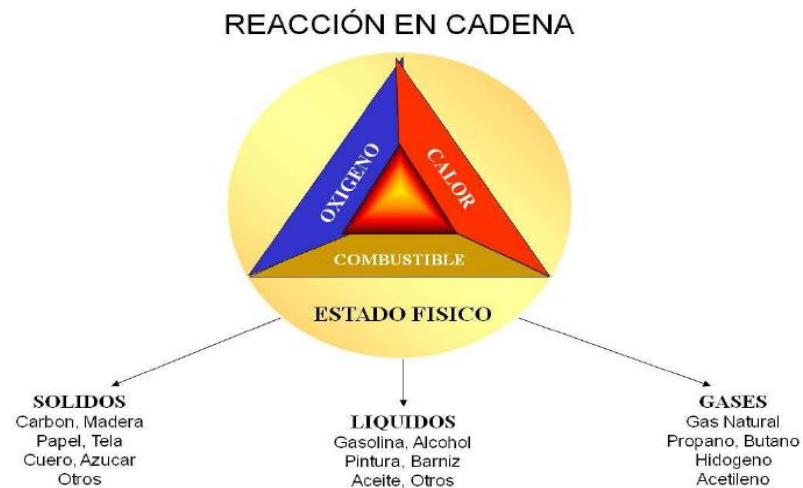 REACCIÓN EN CADENA
OXIGENO
CALOR
COMBUSTIBLE
ESTADO FISICO
SOLIDOS
Carbon, Madera
Papel, Tela
Cuero, Azucar
Otros
LIQUIDOS
Gasolina, Alcohol
Pintura, Barniz
Aceite, Otros
GASES
Gas Natural
Propano, Butano
Hidogeno
Acetileno